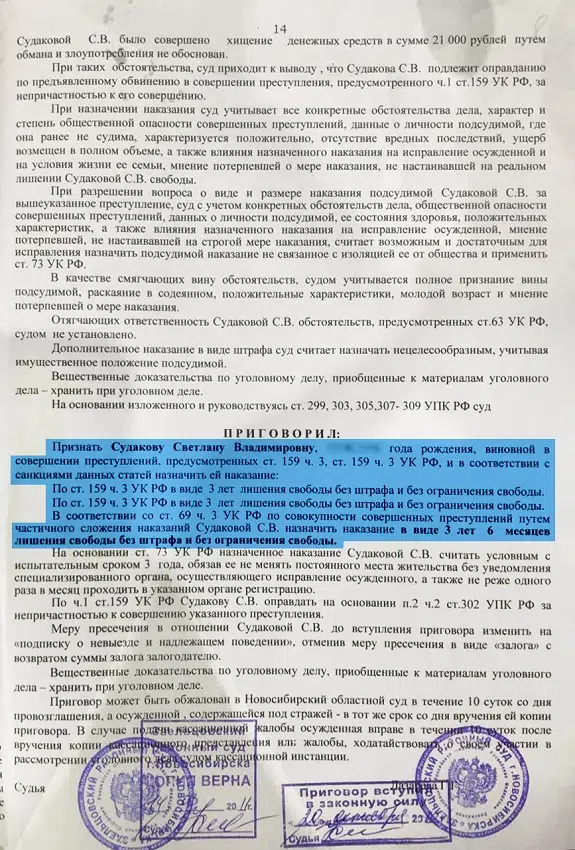 14
Судаковой С.В. было совершено хищение денежных средств в сумме 21 000 рублей путем
обмана и злоупотребления не обоснован.
При таких обстоятельства, суд приходит к выводу , что Судакова С.В. подлежит оправданию
по предъявленному обвинению в совершении преступления, предусмотренного ч.1 ст.159 УК РФ, за
непричастностью к его совершению.
При назначении наказания суд учитывает все конкретные обстоятельства дела, характер и
степень общественной опасности совершенных преступлений, данные о личности подсудимой, где
она ранее не судима, характеризуется положительно, отсутствие вредных последствий, ущерб
возмещен в полном объеме, а также влияния назначенного наказания на исправление осужденной и
на условия жизни ее семьи, мнение потерпевшей о мере наказания, не настаивавшей на реальном
лишении Судаковой С.В. свободы.
При разрешении вопроса о виде и размере наказания подсудимой Судаковой С.В. за
вышеуказанное преступление, суд с учетом конкретных обстоятельств дела, общественной опасности
совершенных преступлений, данных о личности подсудимой, ее состояния здоровья, положительных
характеристик, а также влияния назначенного наказания на исправление осужденной, мнение
потерпевшей, не настаивавшей на строгой мере наказания, считает возможным и достаточным для
исправления назначить подсудимой наказание не связанное с изоляцией ее от общества и применить
ст. 73 УК РФ.
В качестве смягчающих вину обстоятельств, судом учитывается полное признание вины
подсудимой, раскаяние в содеянном, положительные характеристики, молодой возраст и мнение
потерпевшей о мере наказания.
Отягчающих ответственность Судаковой С.В. обстоятельств, предусмотренных ст.63 УК РФ,
судом не установлено.
Дополнительное наказание в виде штрафа суд считает назначать нецелесообразным, учитывая
имущественное положение подсудимой.
Вещественные доказательства по уголовному делу, приобщенные к материалам уголовного
дела – хранить при уголовном деле.
На основании изложенного и руководствуясь ст. 299, 303, 305,307- 309 УПК РФ суд
ПРИГОВОРИЛ:
Признать Судакову Светлану Владимировну, года рождения, виновной в
совершении преступлений, предусмотренных ст. 159 ч. 3, ст. 159 ч. 3 УК РФ, и в соответствии с
санкциями данных статей назначить ей наказание:
По ст. 159 ч. 3 УК РФ в виде 3 лет лишения свободы без штрафа и без ограничения свободы.
По ст. 159 ч. 3 УК РФ в виде 3 лет лишения свободы без штрафа и без ограничения свободы.
В соответствии со ст. 69 ч. 3 УК РФ по совокупности совершенных преступлений путем
частичного сложения наказаний Судаковой С.В. назначить наказание в виде 3 лет 6 месяцев
лишения свободы без штрафа и без ограничения свободы.
На основании ст. 73 УК РФ назначенное наказание Судаковой С.В. считать условным с
испытательным сроком 3 года, обязав ее не менять постоянного места жительства без уведомления
специализированного органа, осуществляющего исправление осужденного, а также не реже одного
раза в месяц проходить в указанном органе регистрацию.
По ч.1 ст.159 УК РФ Судакову С.В. оправдать на основании п.2 ч.2 ст.302 УПК РФ за
непричастностью к совершению указанного преступления.
Меру пресечения в отношении Судаковой С.В. до вступления приговора изменить на
«подписку о невыезде и надлежащем поведении», отменив меру пресечения в виде «залога» с
возвратом суммы залога залогодателю.
Вещественные доказательства по уголовному делу, приобщенные к материалам уголовного
дела – хранить при уголовном деле.
Приговор может быть обжалован в Новосибирский областной суд в течение 10 суток со дня
провозглашения, а осужденной , содержащейся под стражей - в тот же срок со дня вручения ей копии
приговора. В случае подачи кассационной жалобы осужденная вправе в течении 10 суток после
вручения копии кассационного представления или жалобы, ходатайствовать о своем участии в
рассмотрении уголовного дела судом кассационной инстанции.
Судья
Лазарева Г.
Заельцовский
районный суд
г.Новосибирска
КОПИЯ ВЕРНА
Судья
Приговор вступил
в законную силу
Судья